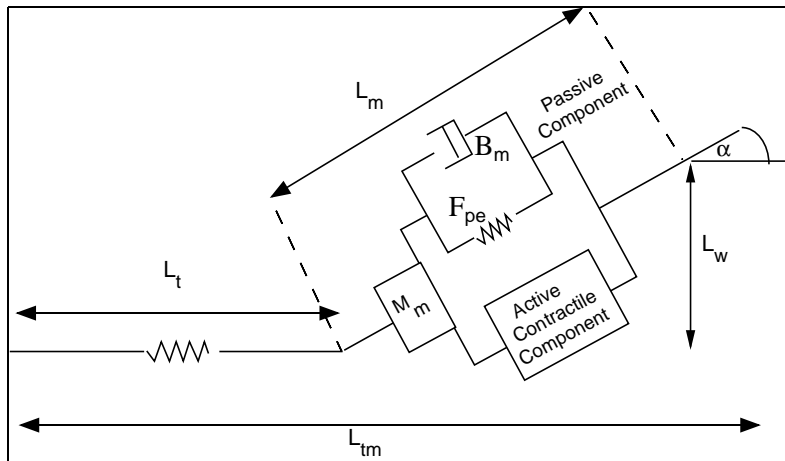 L_m
Passive
Component
B_m
α
F_pe
L_w
L_t
M_m
Active
Contractile
Component
L_tm